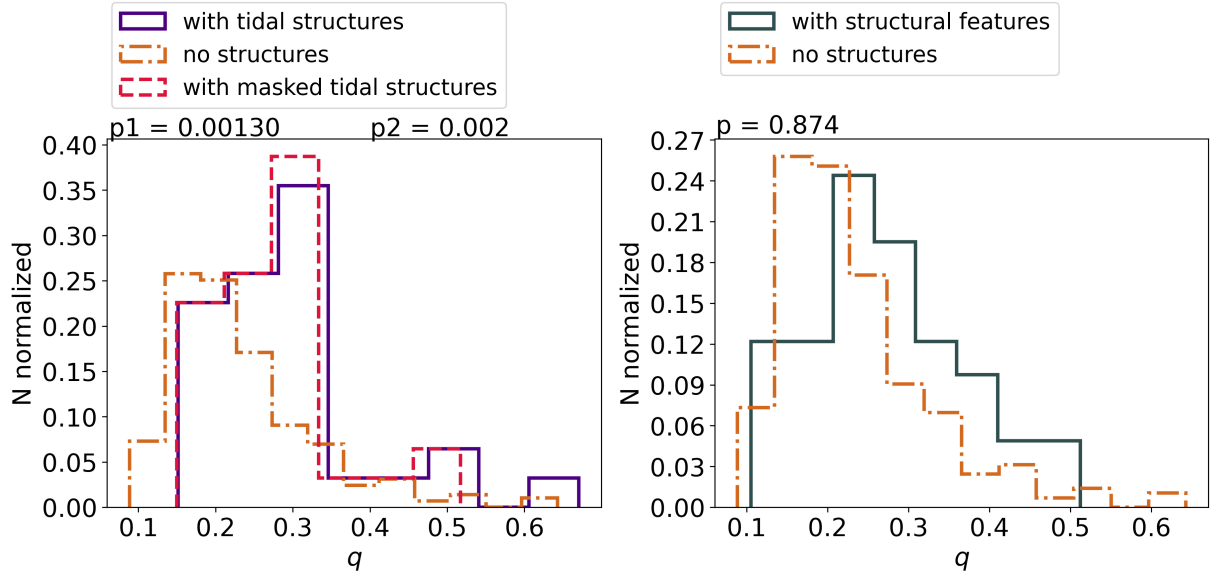 with tidal structures
no structures
with masked tidal structures
p1 = 0.00130
p2 = 0.002
0.40
0.35
0.30
0.25
0.20
0.15
0.10
0.05
0.00
N normalized
0.1
0.2
0.3
0.4
0.5
0.6
q
with structural features
no structures
p = 0.874
0.27
0.24
0.21
0.18
0.15
0.12
0.09
0.06
0.03
0.00
N normalized
0.1
0.2
0.3
0.4
0.5
0.6
q